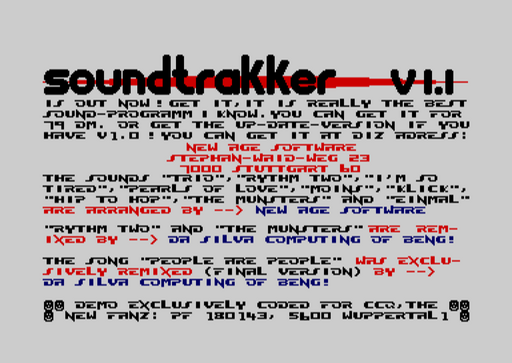 soundtrakker v1.1
IS OUT NOW! GET IT, IT IS REALLY THE BEST
SOUND-PROGRAMM I KNOW. YOU CAN GET IT FOR
79 DM. OR GET THE UP-DATE-VERSION IF YOU
HAVE V1.0! YOU CAN GET IT AT DIZ ADRESS:
NEW AGE SOFTWARE
STEPHAN-WAID-WEG 23
7000 STUTTGART 60
THE SOUNDS "TRIO", "RYTHM TWO", "I'M SO
TIRED", "PEARLS OF LOVE", "MOINS", "KLICK",
"HIP TO HOP", "THE MUNSTERS" AND "EINMAL"
ARE ARRANGED BY --> NEW AGE SOFTWARE
"RYTHM TWO" AND "THE MUNSTERS" ARE REM-
IXED BY --> DA SILVA COMPUTING OF BENG!
THE SONG "PEOPLE ARE PEOPLE" WAS EXCLU-
SIVELY REMIXED (FINAL VERSION) BY -->
DA SILVA COMPUTING OF BENG!
DEMO EXCLUSIVELY CODED FOR CCQ, THE
NEW FANZ: PF 180143, 5600 WUPPERTAL 1